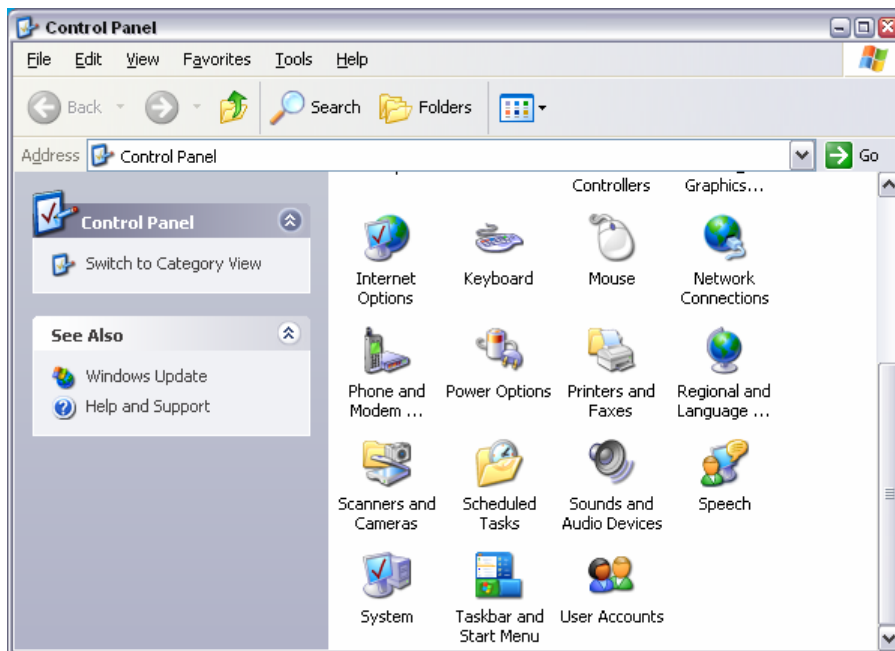 Control Panel
File Edit View Favorites Tools Help
Back Search Folders
Address Control Panel Go
Control Panel
Switch to Category View
See Also
Windows Update
Help and Support
Controllers
Graphics...
Internet
Options
Keyboard
Mouse
Network
Connections
Phone and
Modem ...
Power Options
Printers and
Faxes
Regional and
Language ...
Scanners and
Cameras
Scheduled
Tasks
Sounds and
Audio Devices
Speech
System
Taskbar and
Start Menu
User Accounts